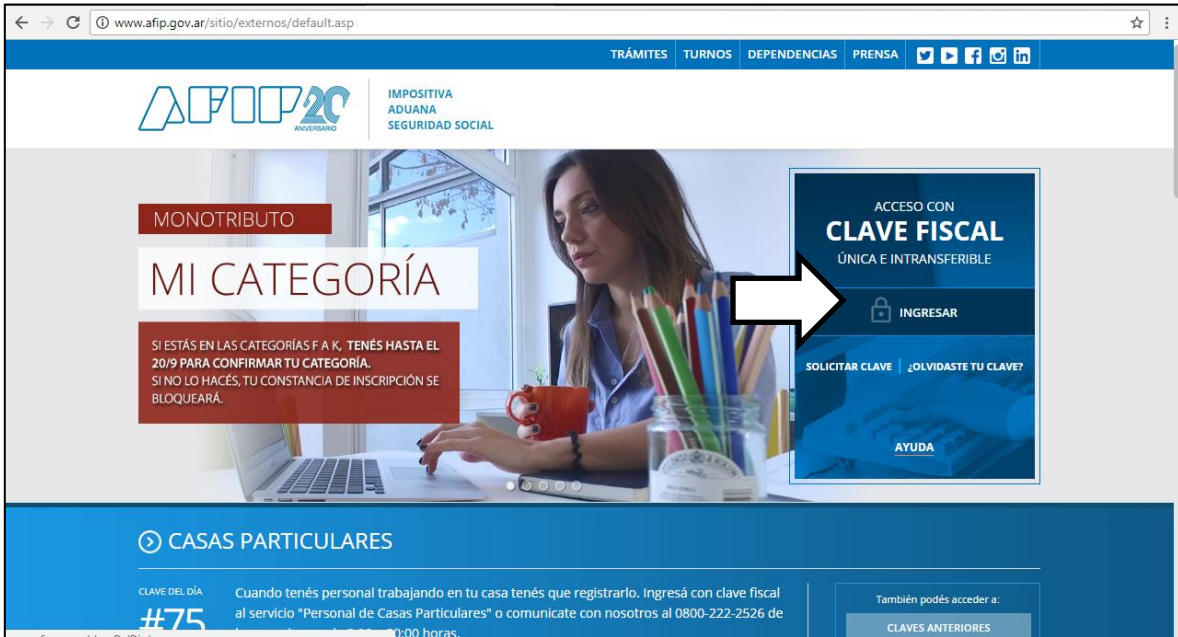 www.afip.gov.ar/sitio/externos/default.asp
TRÁMITES TURNOS DEPENDENCIAS PRENSA
AFIP 20
ANIVERSARIO
IMPOSITIVA
ADUANA
SEGURIDAD SOCIAL
MONOTRIBUTO
MI CATEGORÍA
SI ESTÁS EN LAS CATEGORÍAS F A K, TENÉS HASTA EL
20/9 PARA CONFIRMAR TU CATEGORÍA.
SI NO LO HACÉS, TU CONSTANCIA DE INSCRIPCIÓN SE
BLOQUEARÁ.
ACCESO CON
CLAVE FISCAL
ÚNICA E INTRANSFERIBLE
INGRESAR
SOLICITAR CLAVE ¿OLVIDASTE TU CLAVE?
AYUDA
CASAS PARTICULARES
CLAVE DEL DÍA
#75
Cuando tenés personal trabajando en tu casa tenés que registrarlo. Ingresá con clave fiscal
al servicio "Personal de Casas Particulares" o comunicate con nosotros al 0800-222-2526 de
horas.
También podés acceder a:
CLAVES ANTERIORES